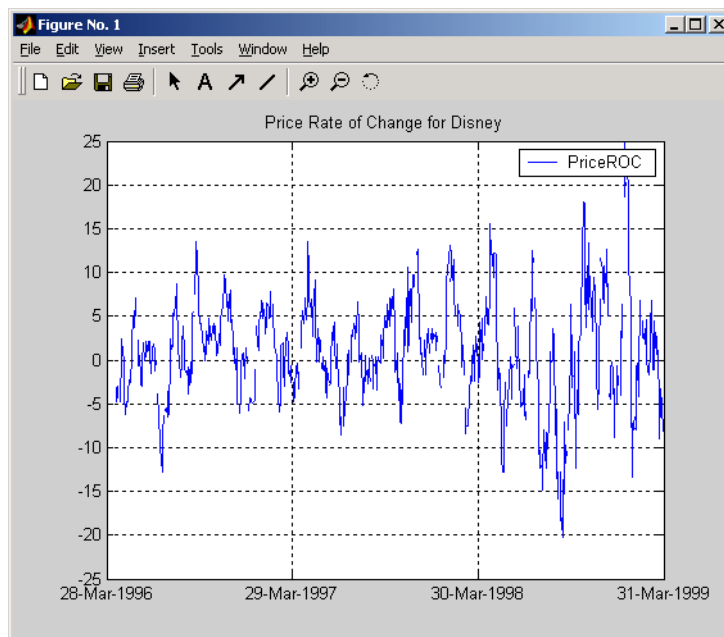 Figure No. 1
File Edit View Insert Tools Window Help
A
Price Rate of Change for Disney
PriceROC
25
20
15
10
5
0
-5
-10
-15
-20
-25
28-Mar-1996 29-Mar-1997 30-Mar-1998 31-Mar-1999